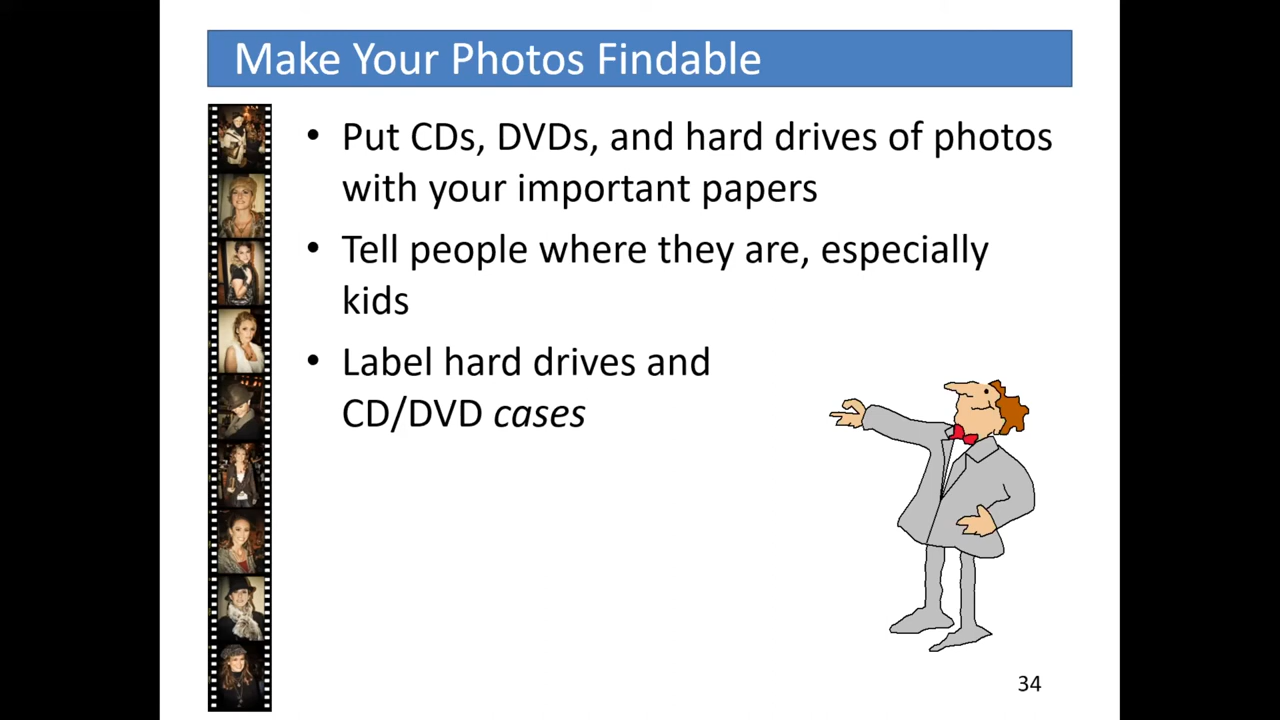 Make Your Photos Findable
• Put CDs, DVDs, and hard drives of photos
with your important papers
• Tell people where they are, especially
kids
• Label hard drives and
CD/DVD cases
34